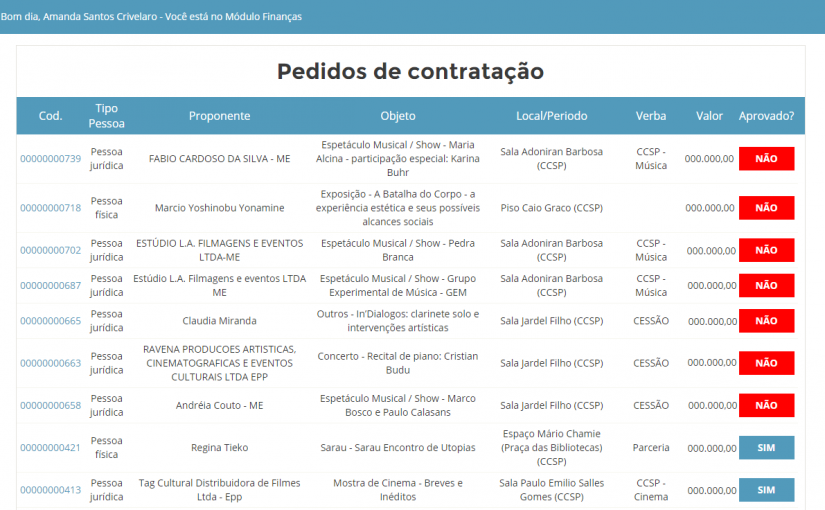 Bom dia, Amanda Santos Crivelaro - Você está no Módulo Finanças
Pedidos de contratação
Cod. Tipo Pessoa Proponente Objeto Local/Periodo Verba Valor Aprovado?
00000000739 Pessoa jurídica FABIO CARDOSO DA SILVA - ME Espetáculo Musical / Show - Maria Alcina - participação especial: Karina Buhr Sala Adoniran Barbosa (CCSP) CCSP - Música 000.000,00 NÃO
00000000718 Pessoa física Marcio Yoshinobu Yonamine Exposição - A Batalha do Corpo - a experiência estética e seus possíveis alcances sociais Piso Caio Graco (CCSP) 000.000,00 NÃO
00000000702 Pessoa jurídica ESTÚDIO L.A. FILMAGENS E EVENTOS LTDA-ME Espetáculo Musical / Show - Pedra Branca Sala Adoniran Barbosa (CCSP) CCSP - Música 000.000,00 NÃO
00000000687 Pessoa jurídica Estúdio L.A. Filmagens e eventos LTDA ME Espetáculo Musical / Show - Grupo Experimental de Música - GEM Sala Adoniran Barbosa (CCSP) CCSP - Música 000.000,00 NÃO
00000000665 Pessoa jurídica Claudia Miranda Outros - In'Dialogos: clarinete solo e intervenções artísticas Sala Jardel Filho (CCSP) CESSÃO 000.000,00 NÃO
00000000663 Pessoa jurídica RAVENA PRODUCOES ARTISTICAS, CINEMATOGRAFICAS E EVENTOS CULTURAIS LTDA EPP Concerto - Recital de piano: Cristian Budu Sala Jardel Filho (CCSP) CESSÃO 000.000,00 NÃO
00000000658 Pessoa jurídica Andréia Couto - ME Espetáculo Musical / Show - Marco Bosco e Paulo Calasans Sala Jardel Filho (CCSP) CESSÃO 000.000,00 NÃO
00000000421 Pessoa física Regina Tieko Sarau - Sarau Encontro de Utopias Espaço Mário Chamie (Praça das Bibliotecas) (CCSP) Parceria 000.000,00 SIM
00000000413 Pessoa jurídica Tag Cultural Distribuidora de Filmes Ltda - Epp Mostra de Cinema - Breves e Inéditos Sala Paulo Emilio Salles Gomes (CCSP) CCSP - Cinema 000.000,00 SIM